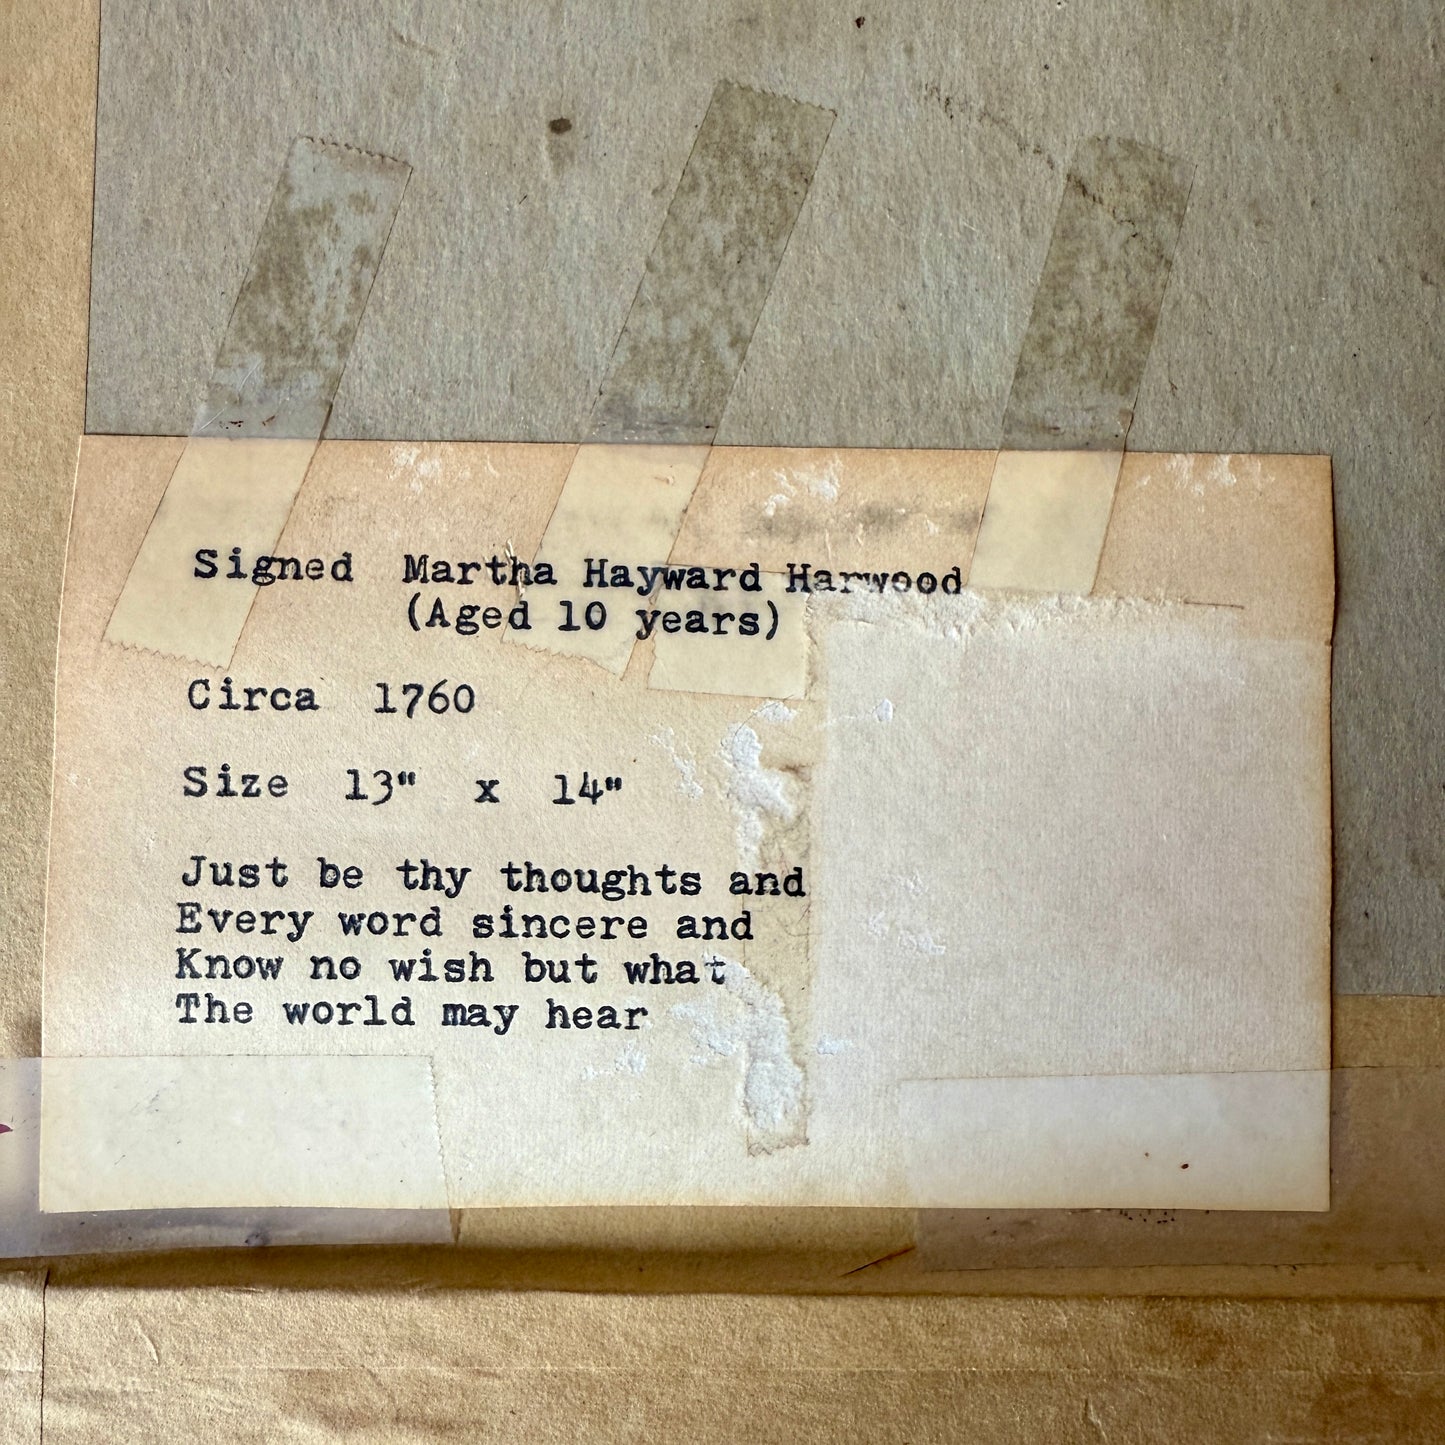 Signed Martha Hayward Harwood
(Aged 10 years)
Circa 1760
Size 13" x 14"
Just be thy thoughts and
Every word sincere and
Know no wish but what
The world may hear